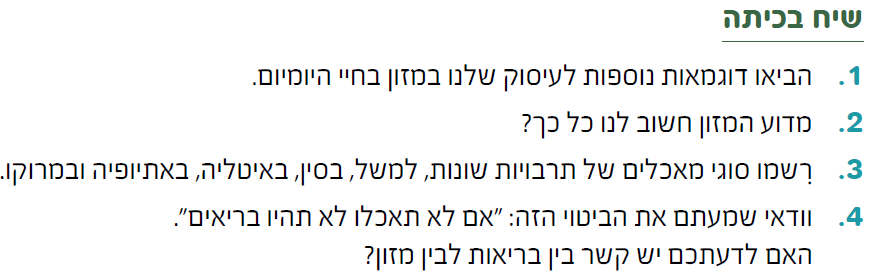 שיח בכיתה
1. הביאו דוגמאות נוספות לעיסוק שלנו במזון בחיי היומיום.
2. מדוע המזון חשוב לנו כל כך?
3. רִשמו סוגי מאכלים של תרבויות שונות, למשל, בסין, באיטליה, באתיופיה ובמרוקו.
4. וודאי שמעתם את הביטוי הזה: "אם לא תאכלו לא תהיו בריאים".
האם לדעתכם יש קשר בין בריאות לבין מזון?